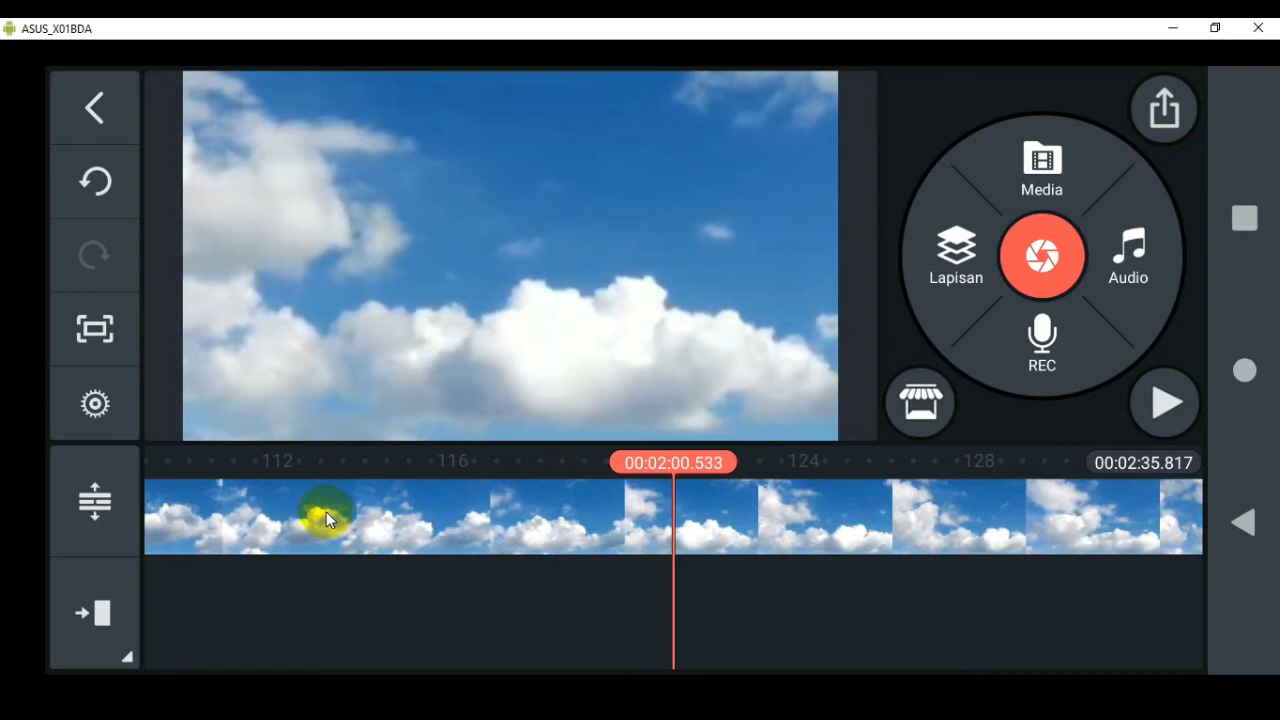 ASUS_X01BDA
Media
Lapisan
Audio
REC
112
116
00:02:00.533
124
128
00:02:35.817